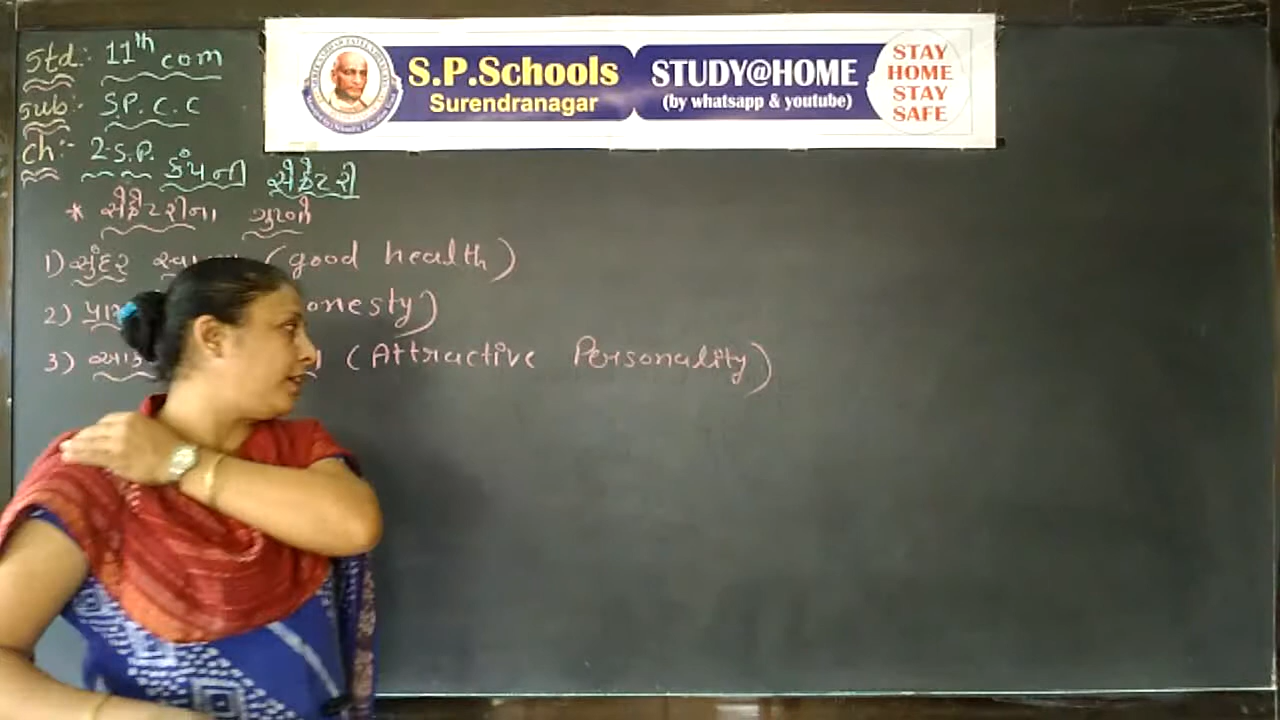 Std:- 11th com
Sub:- S.P.C.C
Ch:- 2 S.P. કંપની સેક્રેટરી
* સેક્રેટરીના ગુણો
1) સુંદર (good health)
2) onesty)
3) (Attractive Personality)
S.P.Schools
Surendranagar
STUDY@HOME
(by whatsapp & youtube)
STAY
HOME
STAY
SAFE